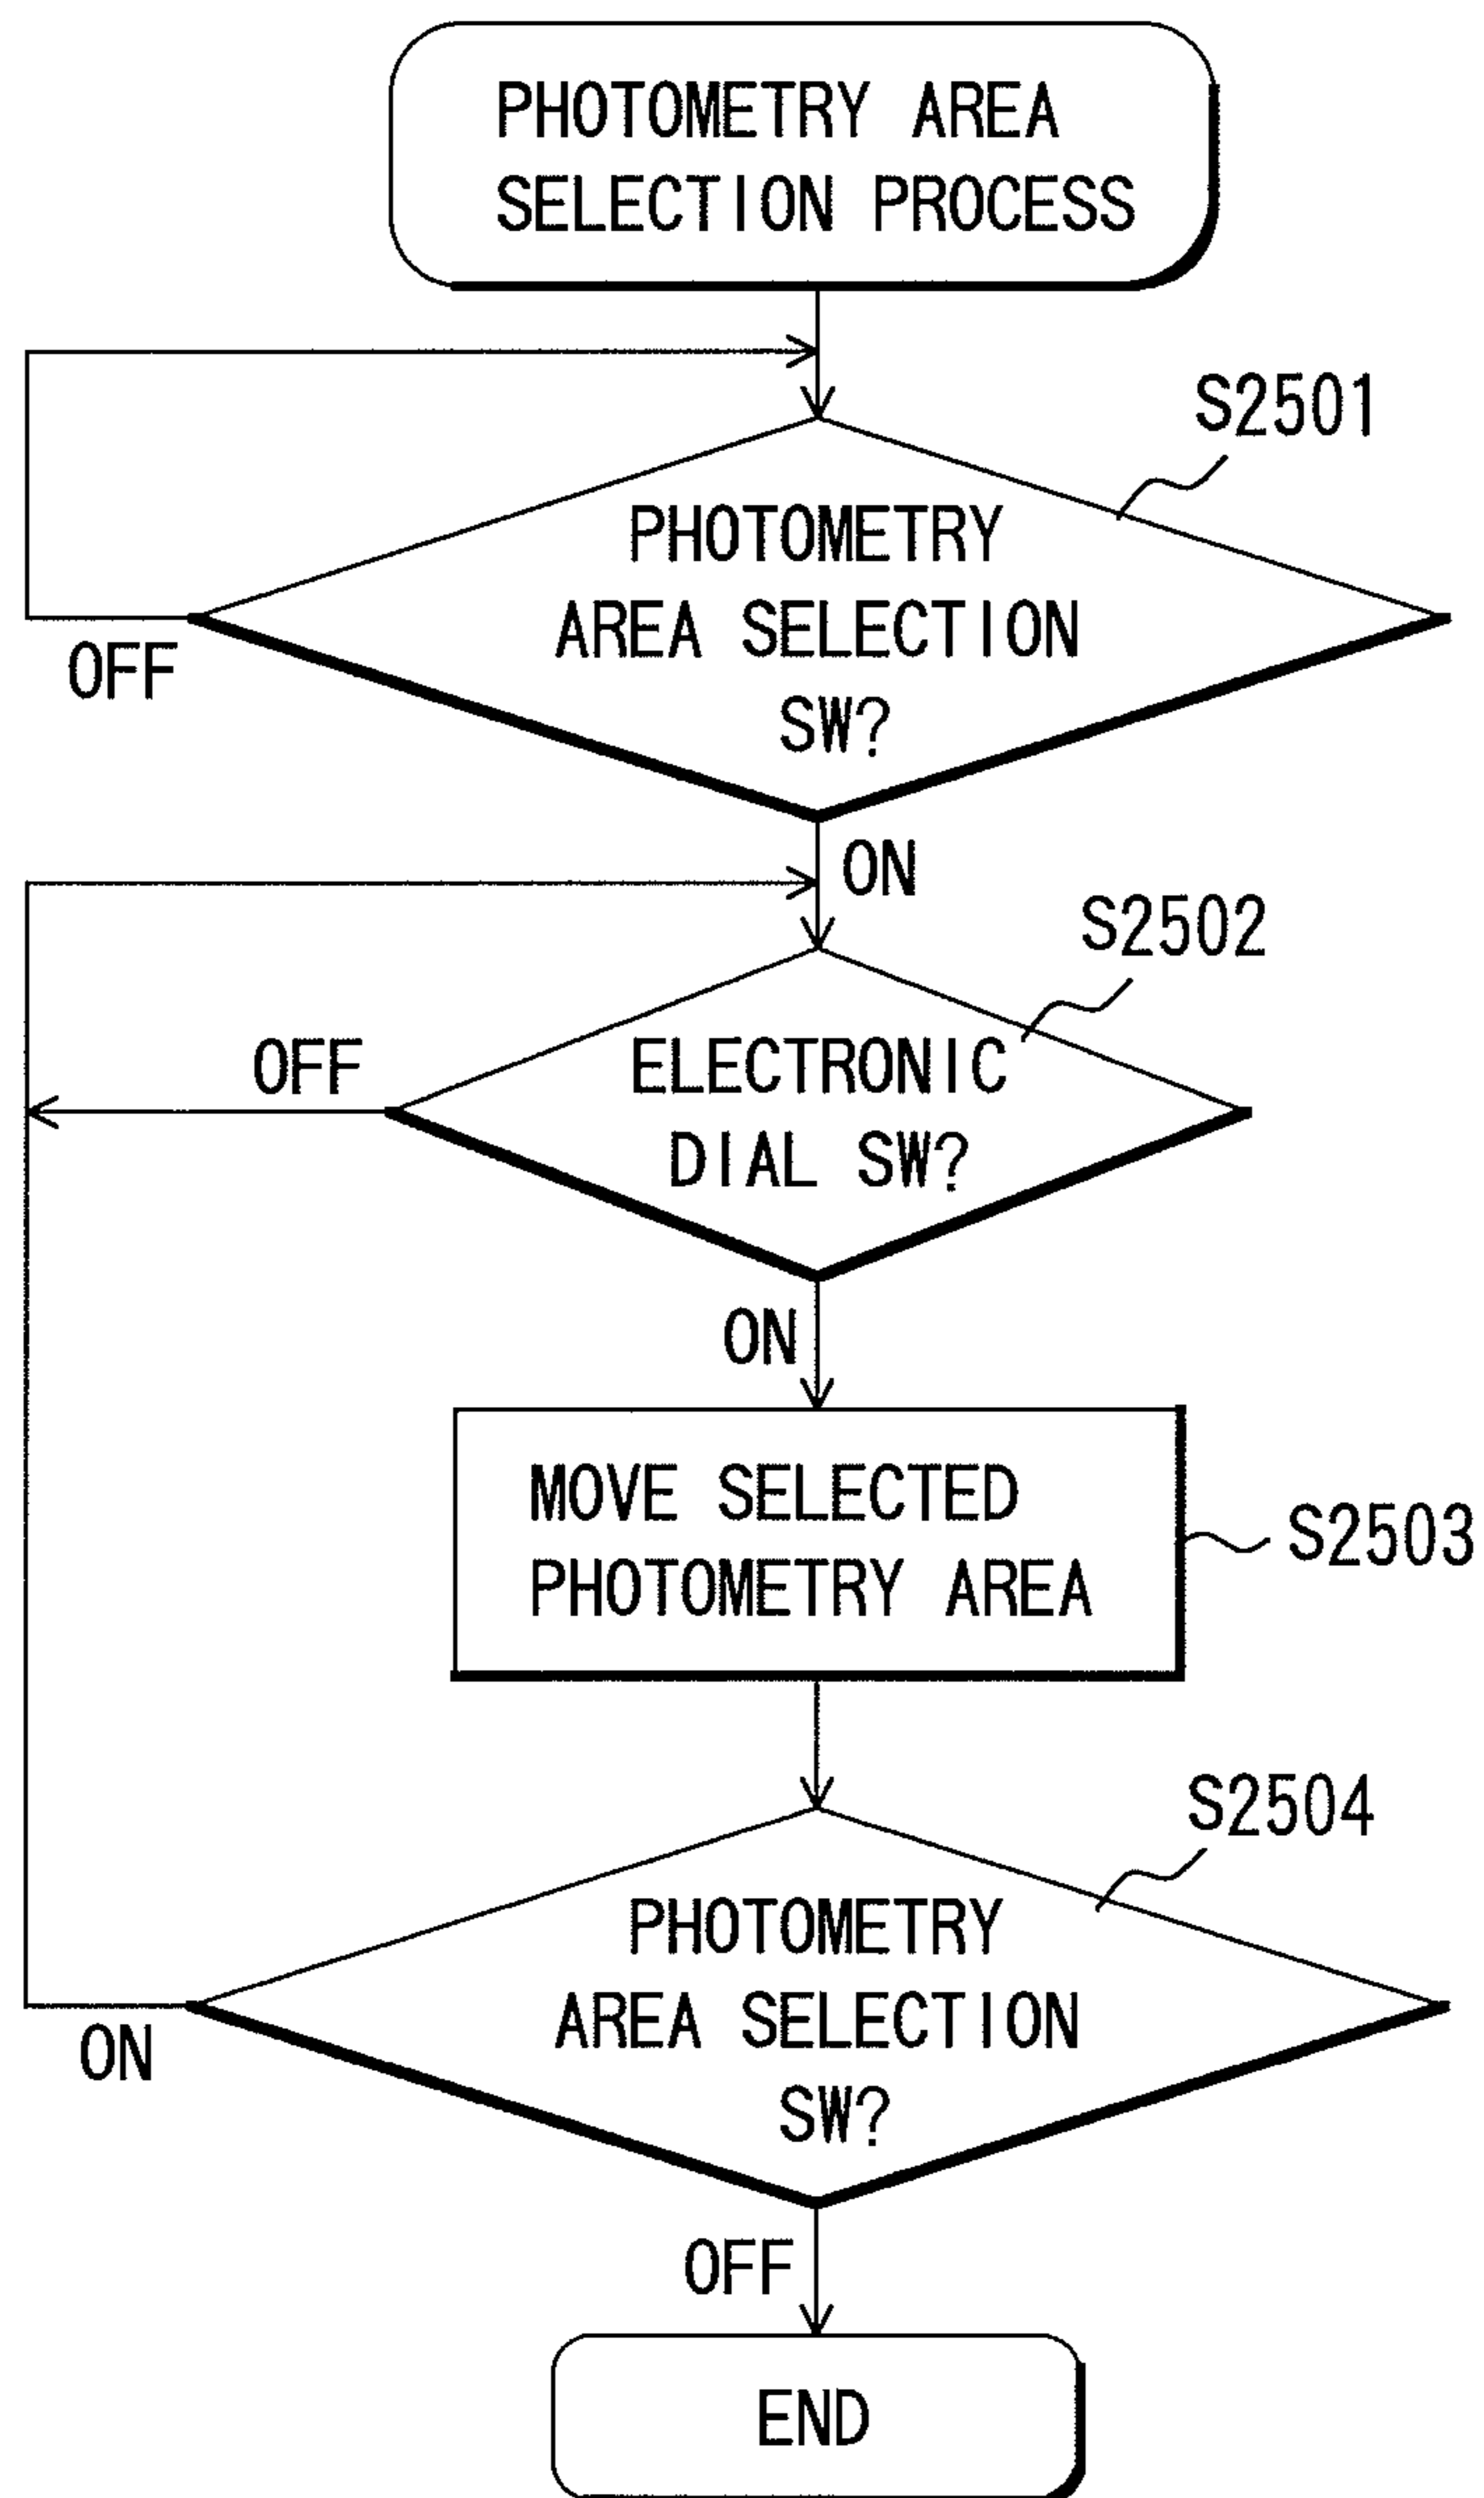 PHOTOMETRY AREA
SELECTION PROCESS
S2501
PHOTOMETRY
AREA SELECTION
SW?
OFF
ON
S2502
ELECTRONIC
DIAL SW?
OFF
ON
MOVE SELECTED
PHOTOMETRY AREA
S2503
S2504
PHOTOMETRY
AREA SELECTION
SW?
ON
OFF
END